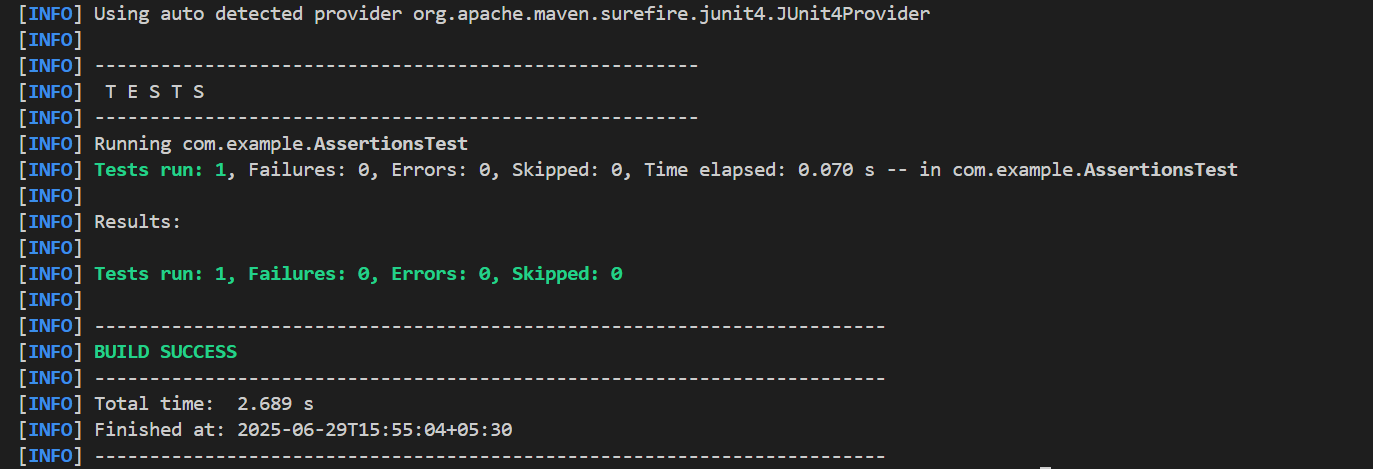 [INFO] Using auto detected provider org.apache.maven.surefire.junit4.JUnit4Provider
[INFO]
[INFO] -------------------------------------------------------
[INFO]  T E S T S
[INFO] -------------------------------------------------------
[INFO] Running com.example.AssertionsTest
[INFO] Tests run: 1, Failures: 0, Errors: 0, Skipped: 0, Time elapsed: 0.070 s -- in com.example.AssertionsTest
[INFO]
[INFO] Results:
[INFO]
[INFO] Tests run: 1, Failures: 0, Errors: 0, Skipped: 0
[INFO]
[INFO] ------------------------------------------------------------------------
[INFO] BUILD SUCCESS
[INFO] ------------------------------------------------------------------------
[INFO] Total time:  2.689 s
[INFO] Finished at: 2025-06-29T15:55:04+05:30
[INFO] ------------------------------------------------------------------------